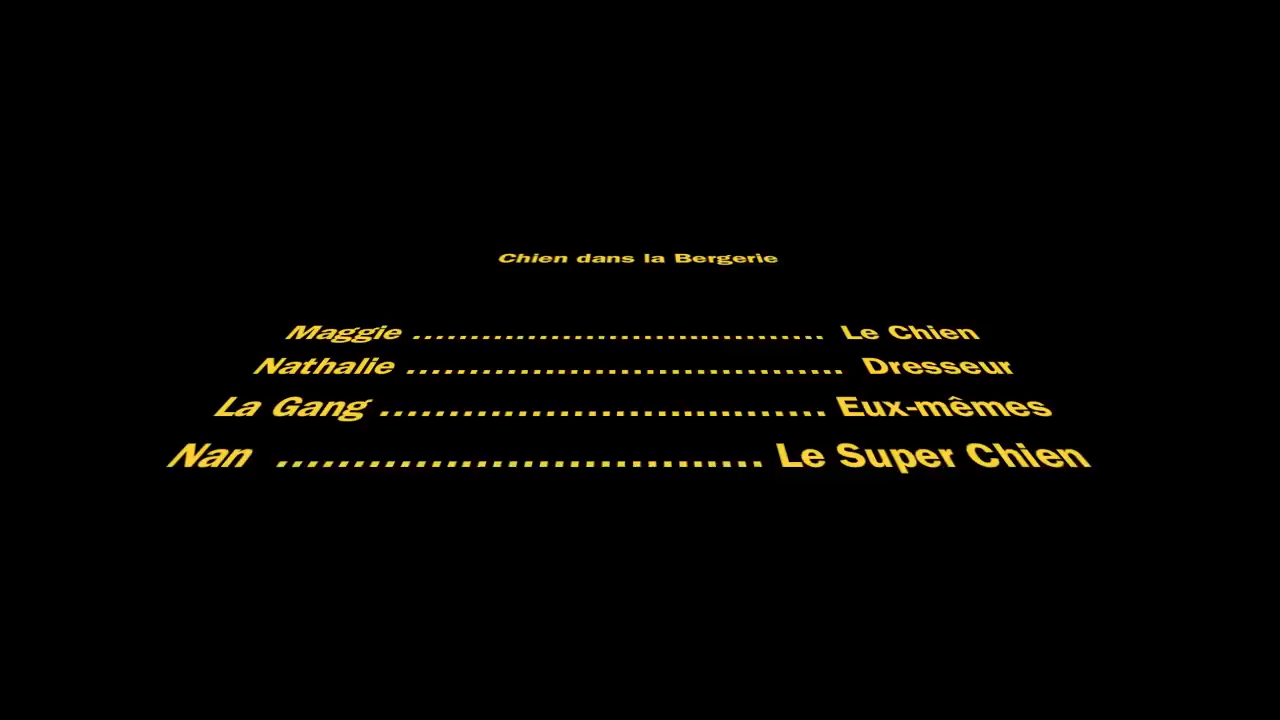 Chien dans la Bergerie
Maggie ................................... Le Chien
Nathalie ................................... Dresseur
La Gang ................................. Eux-mêmes
Nan ................................ Le Super Chien